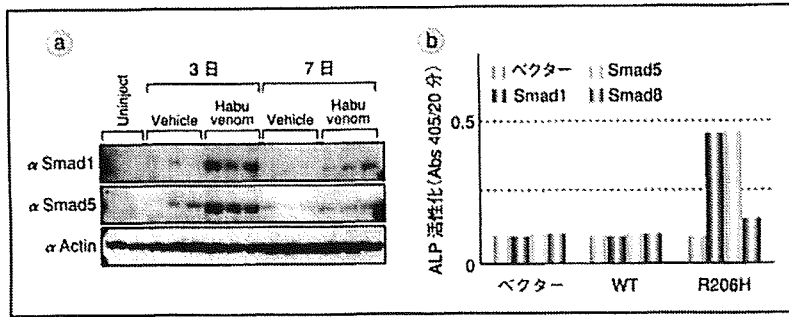 a
3 日
7 日
Uninject
Vehicle
Habu venom
Vehicle
Habu venom
α Smad1
α Smad5
α Actin
b
ベクター
Smad5
Smad1
Smad8
ALP 活性化(Abs 405/20 分)
0.5
0
ベクター
WT
R206H